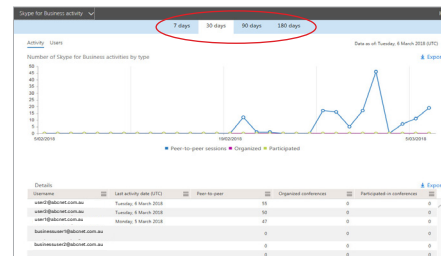 Skype for Business activity
7 days 30 days 90 days 180 days
Activity Users
Data as of: Tuesday, 6 March 2018 (UTC)
Number of Skype for Business activities by type
Export
50
45
40
35
30
25
20
15
10
5
0
5/02/2018 16/02/2018 5/03/2018
Peer-to-peer sessions Organized Participated
Details
Export
Username Last activity date (UTC) Peer-to-peer Organized conferences Participated in conferences
user2@abcnet.com.au Tuesday, 6 March 2018 55 0 0
user3@abcnet.com.au Tuesday, 6 March 2018 50 0 0
user1@abcnet.com.au Monday, 5 March 2018 47 0 0
businessuser1@abcnet.com.au 0 0 0
businessuser2@abcnet.com.au 0 0 0